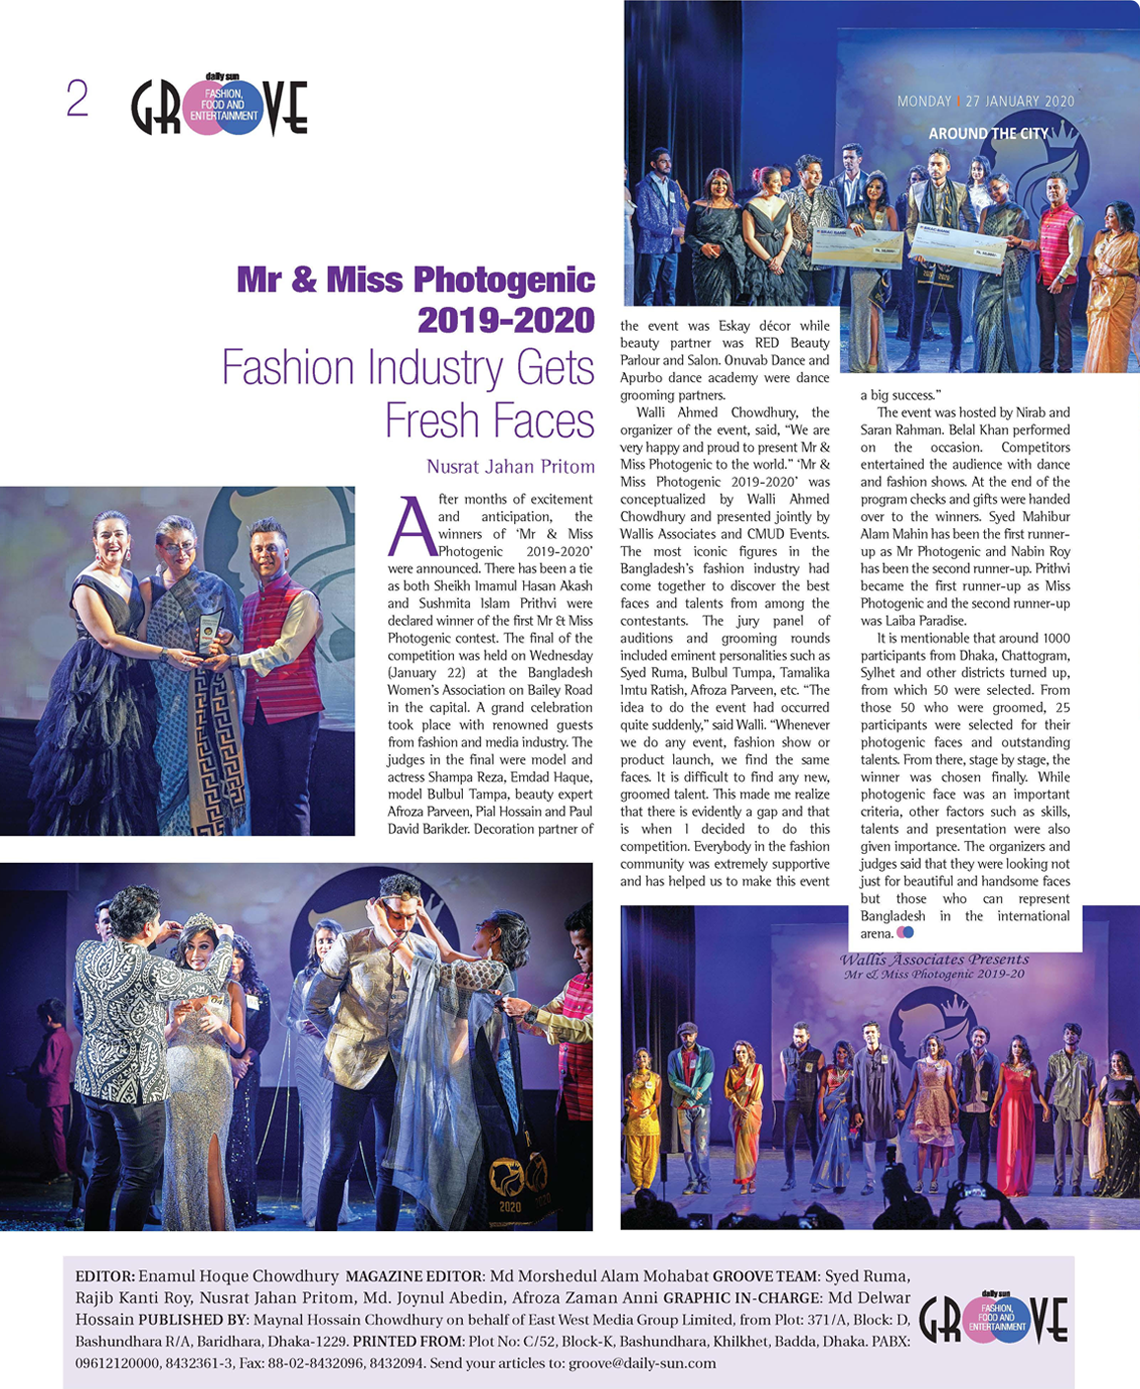 2
daily sun
GROOVE
FASHION,
FOOD AND
ENTERTAINMENT
MONDAY | 27 JANUARY 2020
AROUND THE CITY
Mr & Miss Photogenic
2019-2020
Fashion Industry Gets
Fresh Faces
Nusrat Jahan Pritom
After months of excitement
and anticipation, the
winners of ‘Mr & Miss
Photogenic 2019-2020’
were announced. There has been a tie
as both Sheikh Imamul Hasan Akash
and Sushmita Islam Prithvi were
declared winner of the first Mr & Miss
Photogenic contest. The final of the
competition was held on Wednesday
(January 22) at the Bangladesh
Women’s Association on Bailey Road
in the capital. A grand celebration
took place with renowned guests
from fashion and media industry. The
judges in the final were model and
actress Shampa Reza, Emdad Haque,
model Bulbul Tampa, beauty expert
Afroza Parveen, Pial Hossain and Paul
David Barikder. Decoration partner of
the event was Eskay décor while
beauty partner was RED Beauty
Parlour and Salon. Onuvab Dance and
Apurbo dance academy were dance
grooming partners.
Walli Ahmed Chowdhury, the
organizer of the event, said, “We are
very happy and proud to present Mr &
Miss Photogenic to the world.” ‘Mr &
Miss Photogenic 2019-2020’ was
conceptualized by Walli Ahmed
Chowdhury and presented jointly by
Wallis Associates and CMUD Events.
The most iconic figures in the
Bangladesh’s fashion industry had
come together to discover the best
faces and talents from among the
contestants. The jury panel of
auditions and grooming rounds
included eminent personalities such as
Syed Ruma, Bulbul Tumpa, Tamalika
Imtu Ratish, Afroza Parveen, etc. “The
idea to do the event had occurred
quite suddenly,” said Walli. “Whenever
we do any event, fashion show or
product launch, we find the same
faces. It is difficult to find any new,
groomed talent. This made me realize
that there is evidently a gap and that
is when I decided to do this
competition. Everybody in the fashion
community was extremely supportive
and has helped us to make this event
a big success.”
The event was hosted by Nirab and
Saran Rahman. Belal Khan performed
on the occasion. Competitors
entertained the audience with dance
and fashion shows. At the end of the
program checks and gifts were handed
over to the winners. Syed Mahibur
Alam Mahin has been the first runner-
up as Mr Photogenic and Nabin Roy
has been the second runner-up. Prithvi
became the first runner-up as Miss
Photogenic and the second runner-up
was Laiba Paradise.
It is mentionable that around 1000
participants from Dhaka, Chattogram,
Sylhet and other districts turned up,
from which 50 were selected. From
those 50 who were groomed, 25
participants were selected for their
photogenic faces and outstanding
talents. From there, stage by stage, the
winner was chosen finally. While
photogenic face was an important
criteria, other factors such as skills,
talents and presentation were also
given importance. The organizers and
judges said that they were looking not
just for beautiful and handsome faces
but those who can represent
Bangladesh in the international
arena.
Wallis Associates Presents
Mr & Miss Photogenic 2019-20
2020
2020
EDITOR: Enamul Hoque Chowdhury MAGAZINE EDITOR: Md Morshedul Alam Mohabat GROOVE TEAM: Syed Ruma,
Rajib Kanti Roy, Nusrat Jahan Pritom, Md. Joynul Abedin, Afroza Zaman Anni GRAPHIC IN-CHARGE: Md Delwar
Hossain PUBLISHED BY: Maynal Hossain Chowdhury on behalf of East West Media Group Limited, from Plot: 371/A, Block: D,
Bashundhara R/A, Baridhara, Dhaka-1229. PRINTED FROM: Plot No: C/52, Block-K, Bashundhara, Khilkhet, Badda, Dhaka. PABX:
09612120000, 8432361-3, Fax: 88-02-8432096, 8432094. Send your articles to: groove@daily-sun.com
daily sun
GROOVE
FASHION,
FOOD AND
ENTERTAINMENT